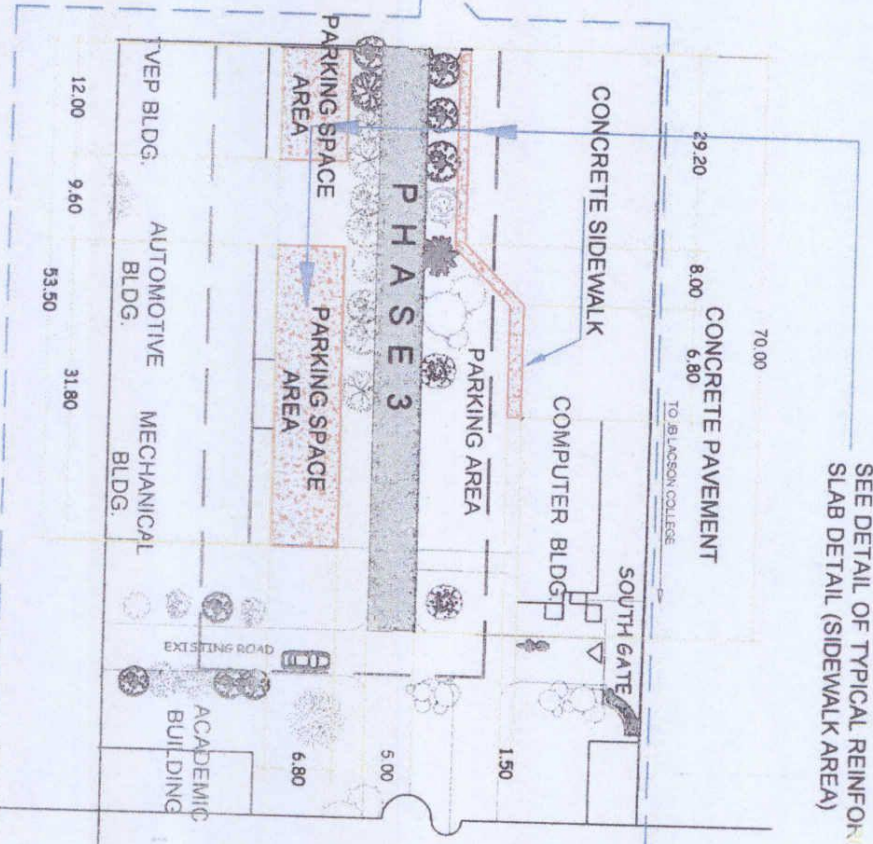 SEE DETAIL OF TYPICAL REINFOR
SLAB DETAIL (SIDEWALK AREA)
70.00
CONCRETE PAVEMENT
29.20
8.00
6.80
TO JB LACSON COLLEGE
SOUTH GATE
CONCRETE SIDEWALK
COMPUTER BLDG.
PARKING AREA
1.50
PHASE 3
5.00
PARKING SPACE
AREA
PARKING SPACE
AREA
6.80
EXISTING ROAD
TVEP BLDG.
AUTOMOTIVE
BLDG.
MECHANICAL
BLDG.
ACADEMIC
BUILDING
12.00
9.60
31.80
53.50